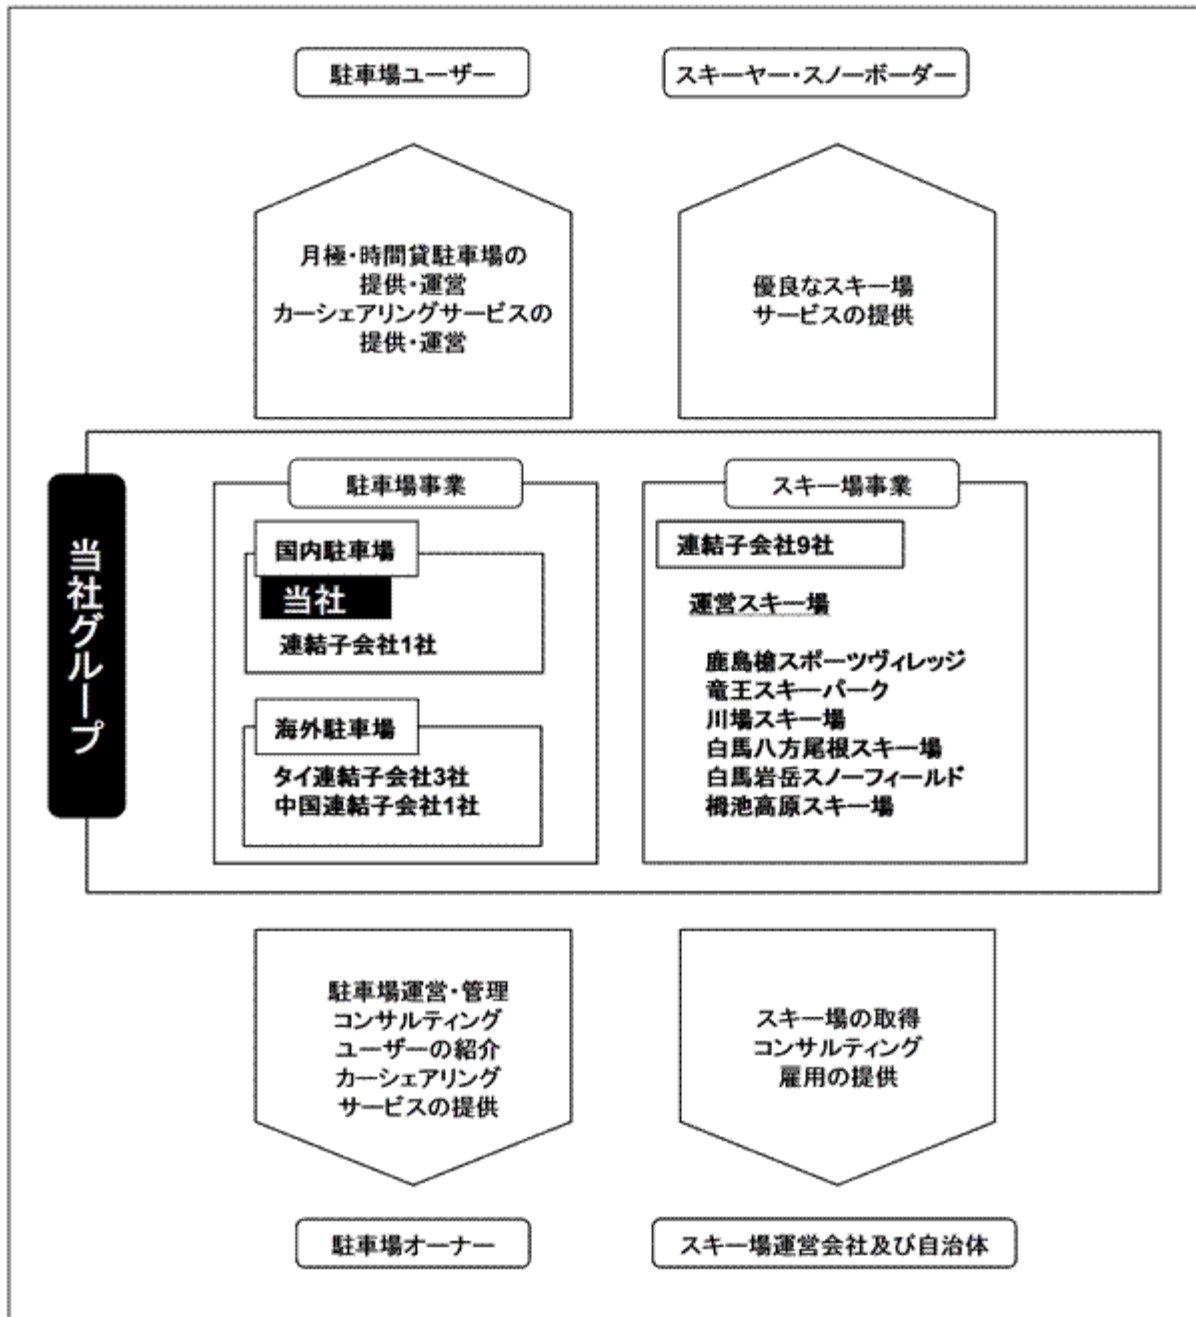 駐車場ユーザー
スキーヤー・スノーボーダー
月極・時間貸駐車場の
提供・運営
カーシェアリングサービスの
提供・運営
優良なスキー場
サービスの提供
当社グループ
駐車場事業
国内駐車場
当社
連結子会社1社
海外駐車場
タイ連結子会社3社
中国連結子会社1社
スキー場事業
連結子会社9社
運営スキー場
鹿島槍スポーツヴィレッジ
竜王スキーパーク
川場スキー場
白馬八方尾根スキー場
白馬岩岳スノーフィールド
栂池高原スキー場
駐車場運営・管理
コンサルティング
ユーザーの紹介
カーシェアリング
サービスの提供
スキー場の取得
コンサルティング
雇用の提供
駐車場オーナー
スキー場運営会社及び自治体